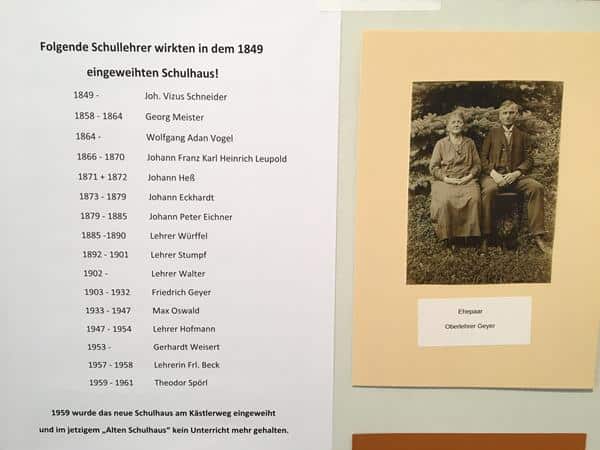 Folgende Schullehrer wirkten in dem 1849
eingeweihten Schulhaus!
1849 - Joh. Vizus Schneider
1858 - 1864 Georg Meister
1864 - Wolfgang Adan Vogel
1866 - 1870 Johann Franz Karl Heinrich Leupold
1871 + 1872 Johann Heß
1873 - 1879 Johann Eckhardt
1879 - 1885 Johann Peter Eichner
1885 -1890 Lehrer Würffel
1892 - 1901 Lehrer Stumpf
1902 - Lehrer Walter
1903 - 1932 Friedrich Geyer
1933 - 1947 Max Oswald
1947 - 1954 Lehrer Hofmann
1953 - Gerhardt Weisert
1957 - 1958 Lehrerin Frl. Beck
1959 - 1961 Theodor Spörl
1959 wurde das neue Schulhaus am Kästlerweg eingeweiht
und im jetzigem „Alten Schulhaus“ kein Unterricht mehr gehalten.
Ehepaar
Oberlehrer Geyer